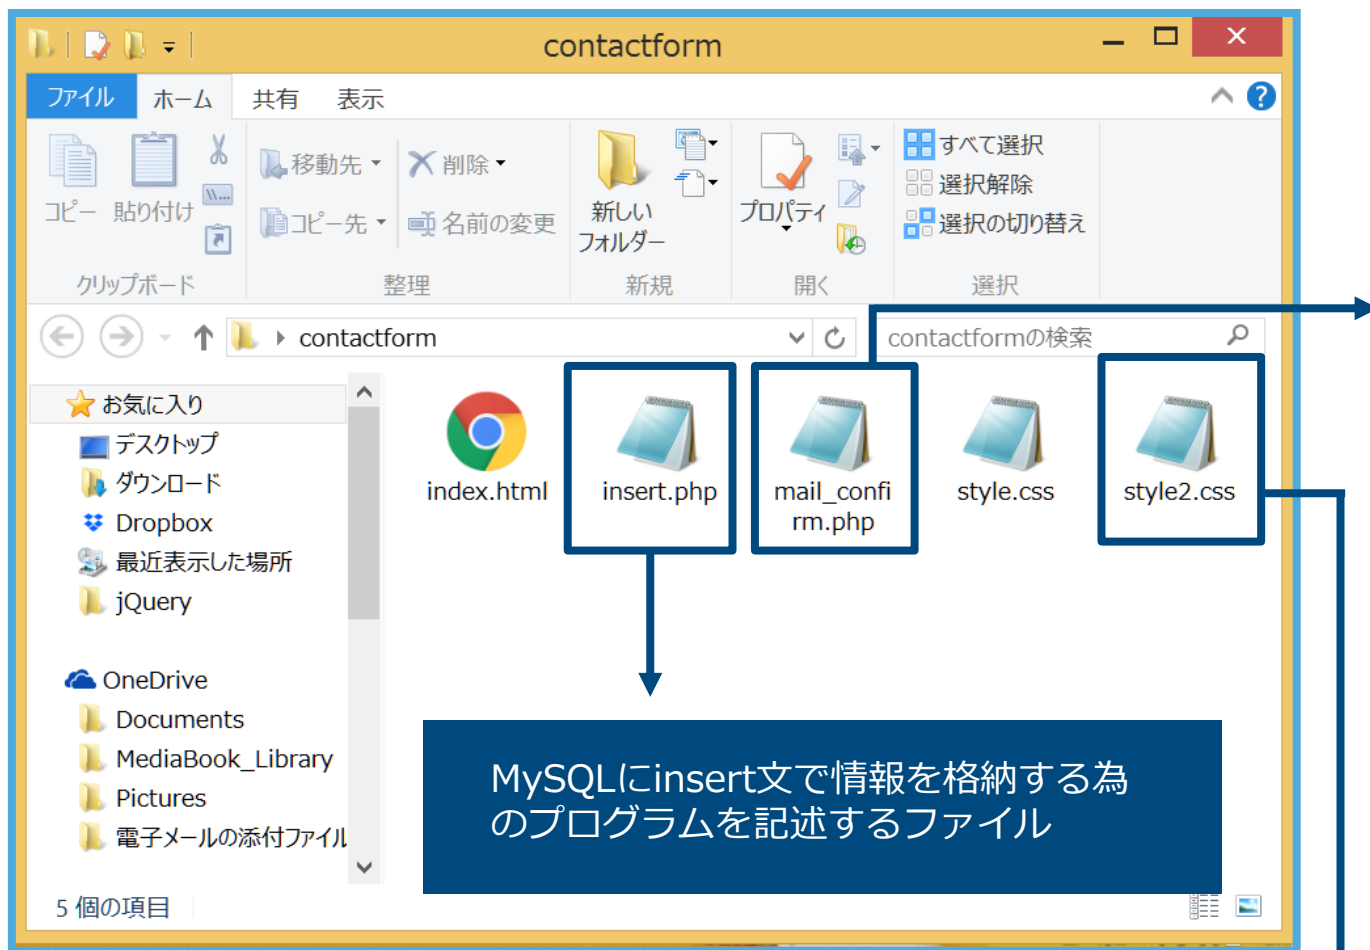 contactform
ファイル ホーム 共有 表示
コピー 貼り付け
移動先
コピー先
削除
名前の変更
新しい
フォルダー
プロパティ
すべて選択
選択解除
選択の切り替え
クリップボード 整理 新規 開く 選択
contactform
contactformの検索
お気に入り
デスクトップ
ダウンロード
Dropbox
最近表示した場所
jQuery
OneDrive
Documents
MediaBook_Library
Pictures
電子メールの添付ファイル
index.html
insert.php
mail_confi
rm.php
style.css
style2.css
MySQLにinsert文で情報を格納する為
のプログラムを記述するファイル
5 個の項目